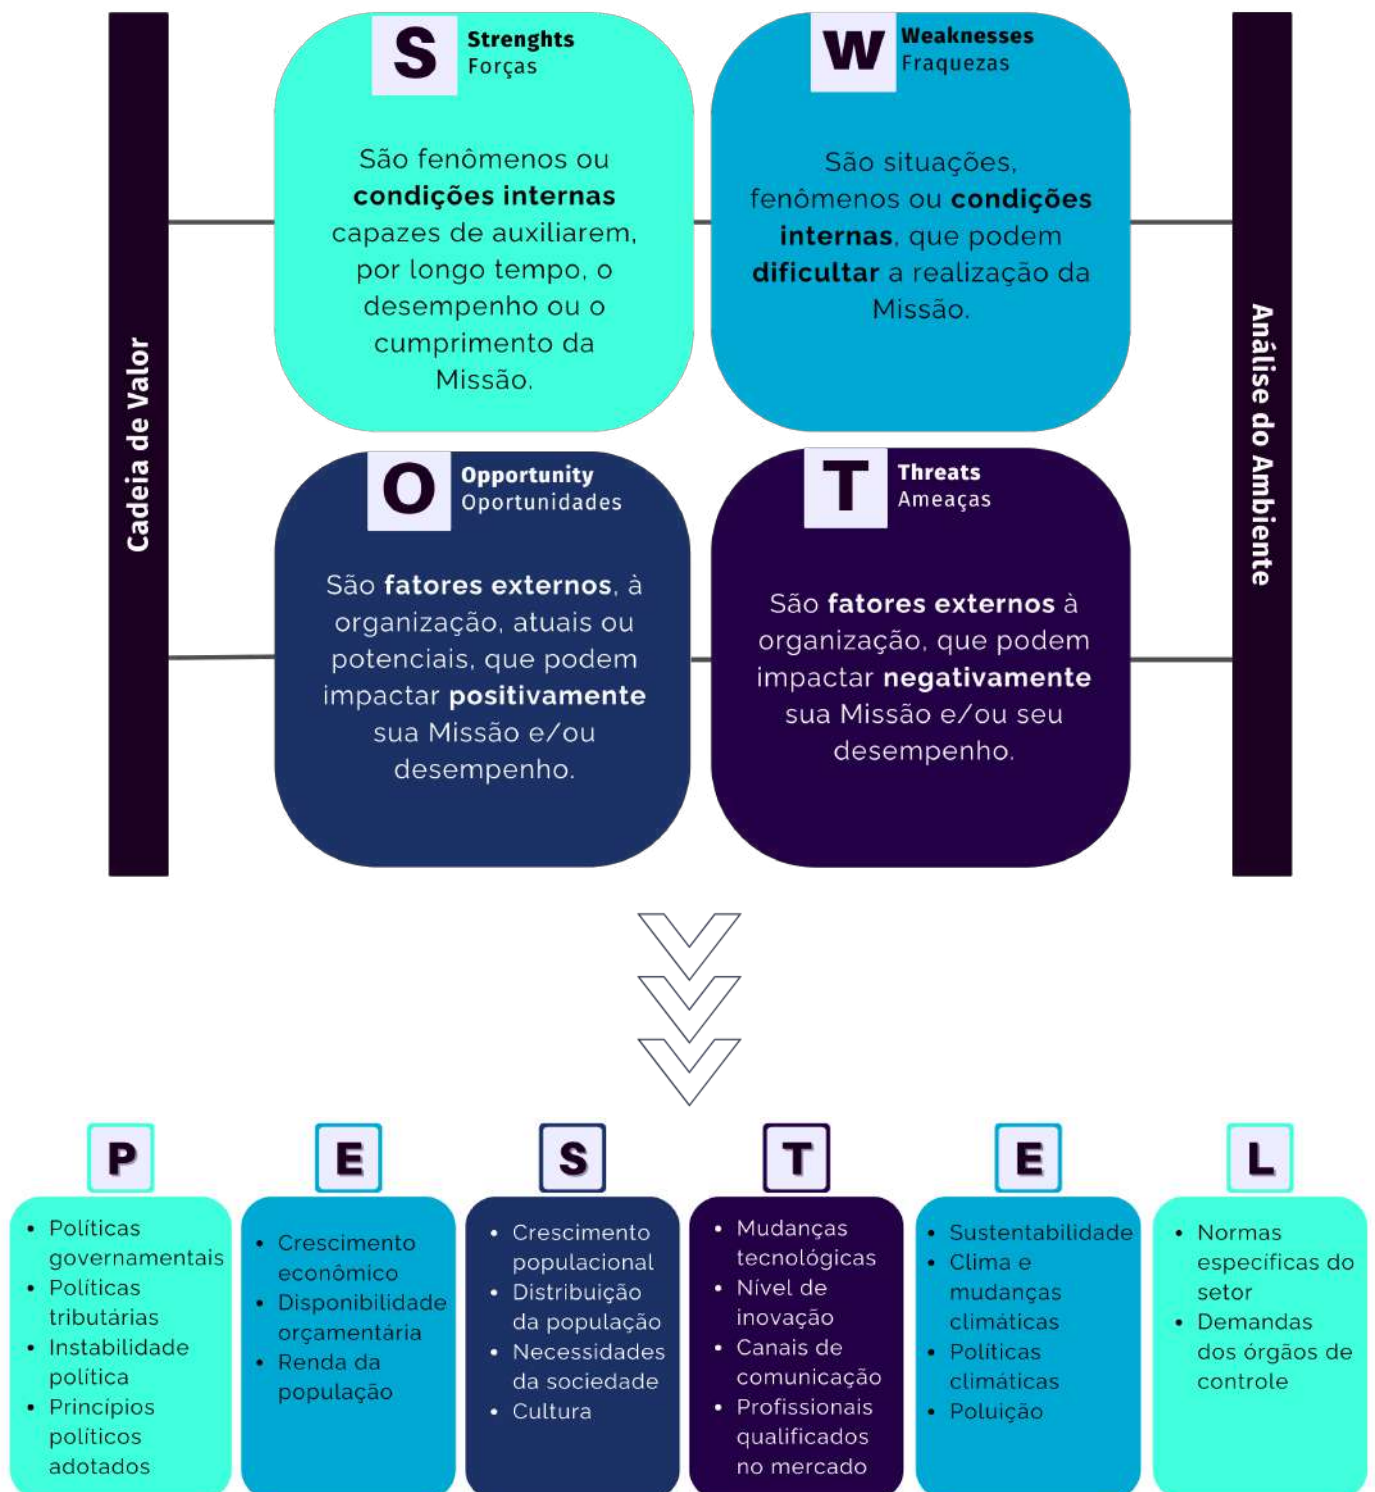 S
Strenghts
Forças
São fenômenos ou
condições internas
capazes de auxiliarem,
por longo tempo, o
desempenho ou o
cumprimento da
Missão.
W
Weaknesses
Fraquezas
São situações,
fenômenos ou condições
internas, que podem
dificultar a realização da
Missão.
Cadeia de Valor
Análise do Ambiente
O
Opportunity
Oportunidades
São fatores externos, à
organização, atuais ou
potenciais, que podem
impactar positivamente
sua Missão e/ou
desempenho.
T
Threats
Ameaças
São fatores externos à
organização, que podem
impactar negativamente
sua Missão e/ou seu
desempenho.
P
• Políticas
governamentais
• Políticas
tributárias
• Instabilidade
política
• Princípios
políticos
adotados
E
• Crescimento
econômico
• Disponibilidade
orçamentária
• Renda da
população
S
• Crescimento
populacional
• Distribuição
da população
• Necessidades
da sociedade
• Cultura
T
• Mudanças
tecnológicas
• Nível de
inovação
• Canais de
comunicação
• Profissionais
qualificados
no mercado
E
• Sustentabilidade
• Clima e
mudanças
climáticas
• Políticas
climáticas
• Poluição
L
• Normas
específicas do
setor
• Demandas
dos órgãos de
controle